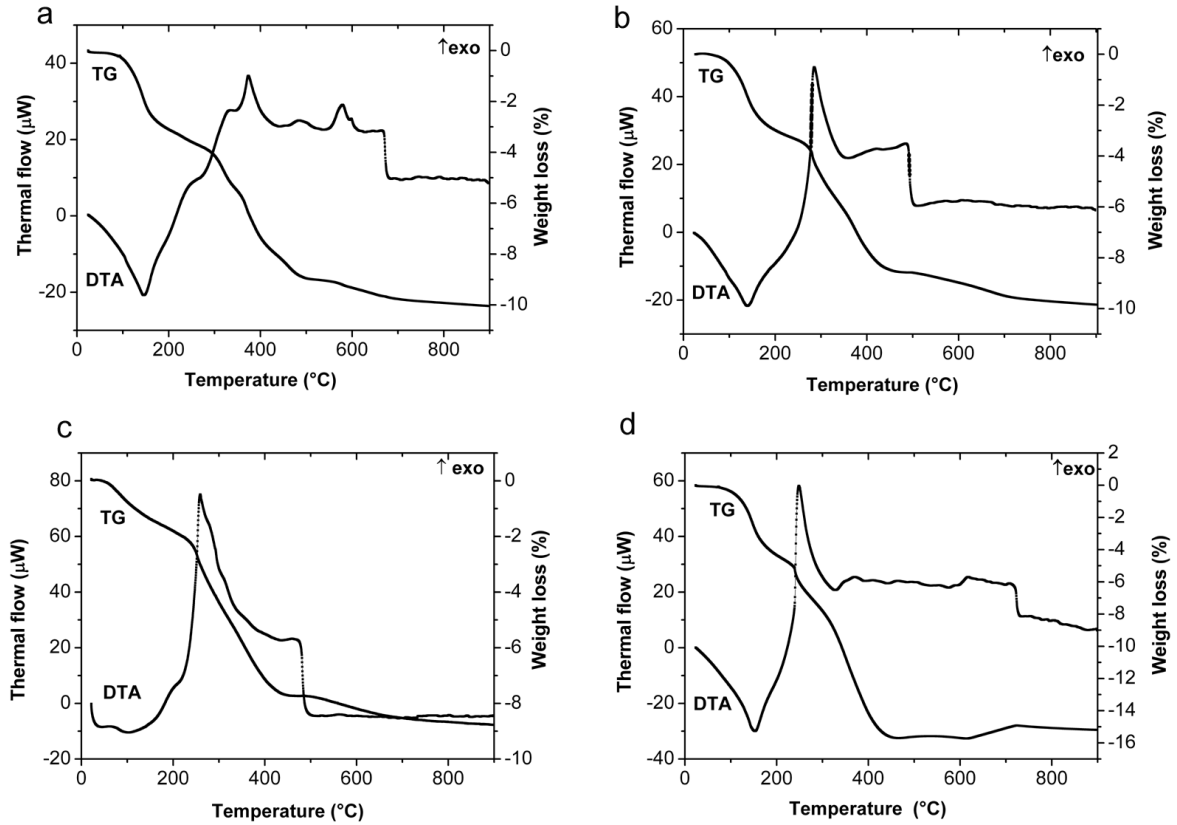 a
↑exo
TG
DTA
Thermal flow (μW)
40
20
0
-20
0
-2
-4
-6
-8
-10
Weight loss (%)
0 200 400 600 800
Temperature (°C)
b
↑exo
TG
DTA
Thermal flow (μW)
60
40
20
0
-20
0
-2
-4
-6
-8
-10
Weight loss (%)
0 200 400 600 800
Temperature (°C)
c
↑ exo
TG
DTA
Thermal flow (μW)
80
60
40
20
0
-20
0
-2
-4
-6
-8
-10
Weight loss (%)
0 200 400 600 800
Temperature (°C)
d
↑exo
TG
DTA
Thermal flow (μW)
60
40
20
0
-20
-40
2
0
-2
-4
-6
-8
-10
-12
-14
-16
Weight loss (%)
0 200 400 600 800
Temperature (°C)